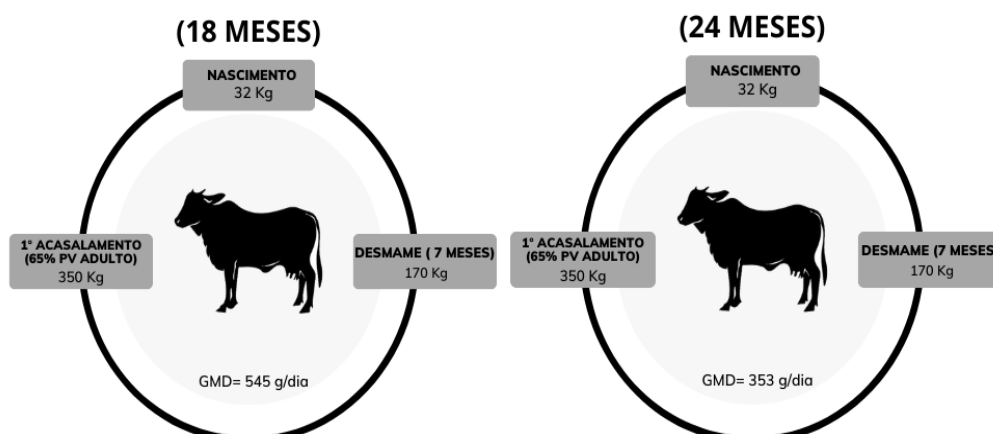 (18 MESES)
NASCIMENTO
32 Kg
1° ACASALAMENTO
(65% PV ADULTO)
350 Kg
DESMAME ( 7 MESES)
170 Kg
GMD= 545 g/dia
(24 MESES)
NASCIMENTO
32 Kg
1° ACASALAMENTO
(65% PV ADULTO)
350 Kg
DESMAME (7 MESES
170 Kg
GMD= 353 g/dia